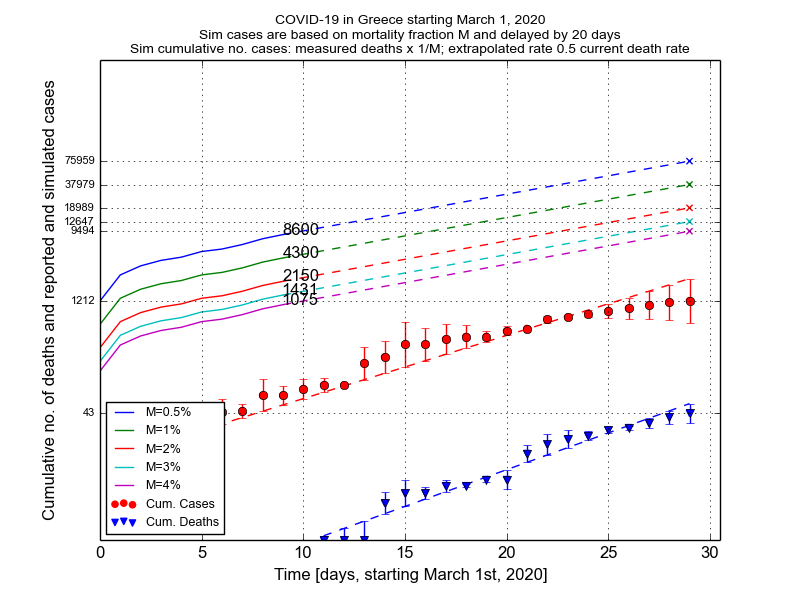 COVID-19 in Greece starting March 1, 2020
Sim cases are based on mortality fraction M and delayed by 20 days
Sim cumulative no. cases: measured deaths x 1/M; extrapolated rate 0.5 current death rate
Cumulative no. of deaths and reported and simulated cases
75959
37979
18989
12647
9494
1212
43
8600
4300
2150
1431
1075
M=0.5%
M=1%
M=2%
M=3%
M=4%
Cum. Cases
Cum. Deaths
0 5 10 15 20 25 30
Time [days, starting March 1st, 2020]